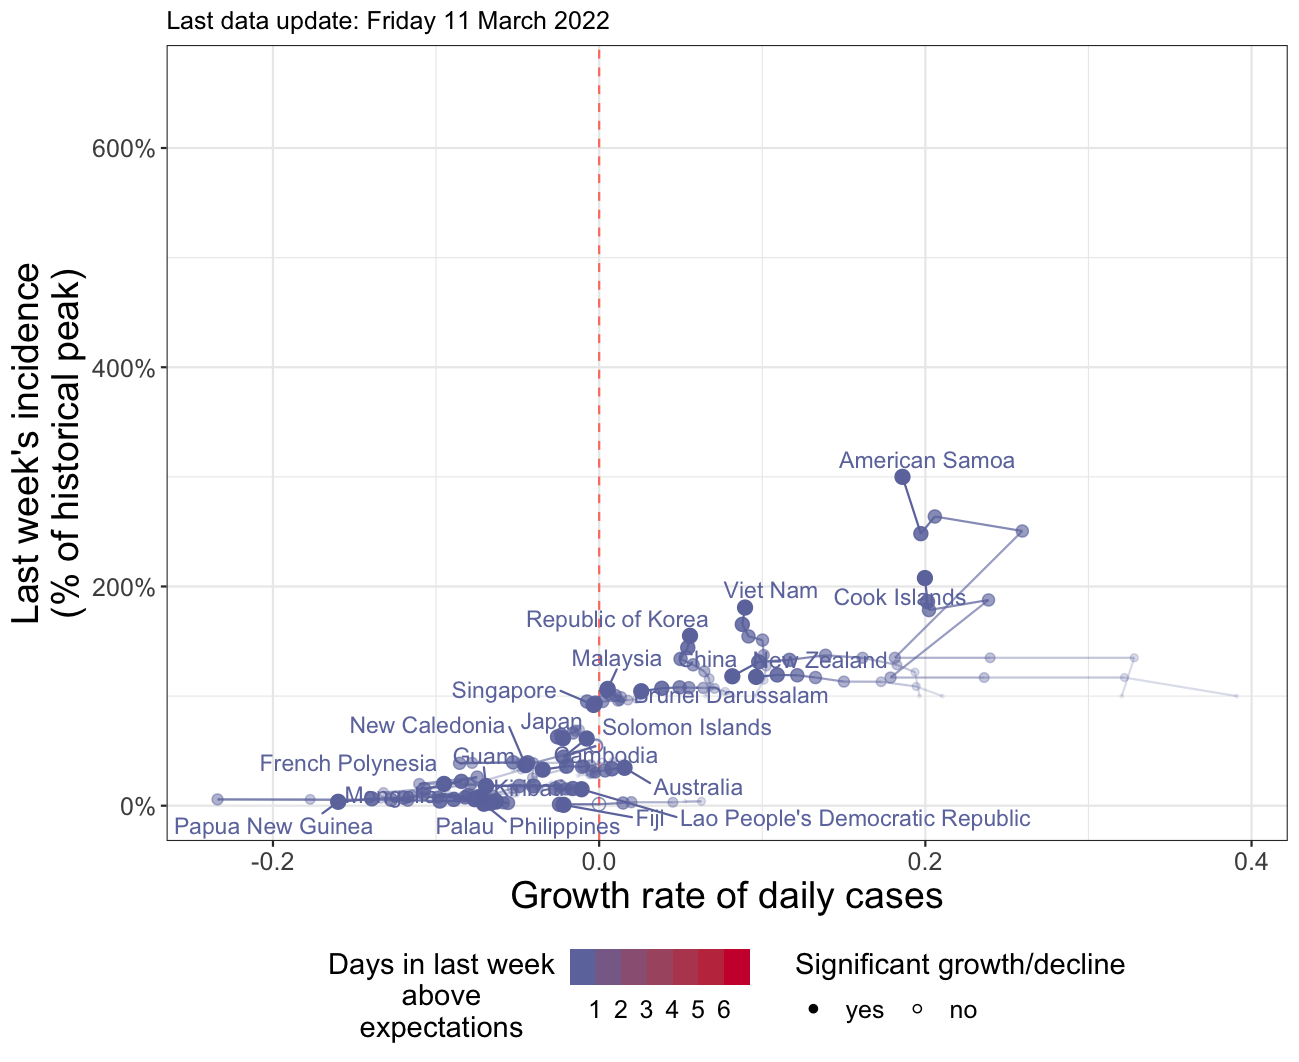 Last data update: Friday 11 March 2022
Last week's incidence
(% of historical peak)
600%
400%
200%
0%
American Samoa
Viet Nam
Cook Islands
Republic of Korea
Malaysia
China
New Zealand
Singapore
Brunei Darussalam
New Caledonia
Japan
Solomon Islands
French Polynesia
Guam
Cambodia
Mongolia
Kiribati
Australia
Papua New Guinea
Palau
Philippines
Fiji
Lao People's Democratic Republic
-0.2
0.0
0.2
0.4
Growth rate of daily cases
Days in last week
above
expectations
1 2 3 4 5 6
Significant growth/decline
yes
no